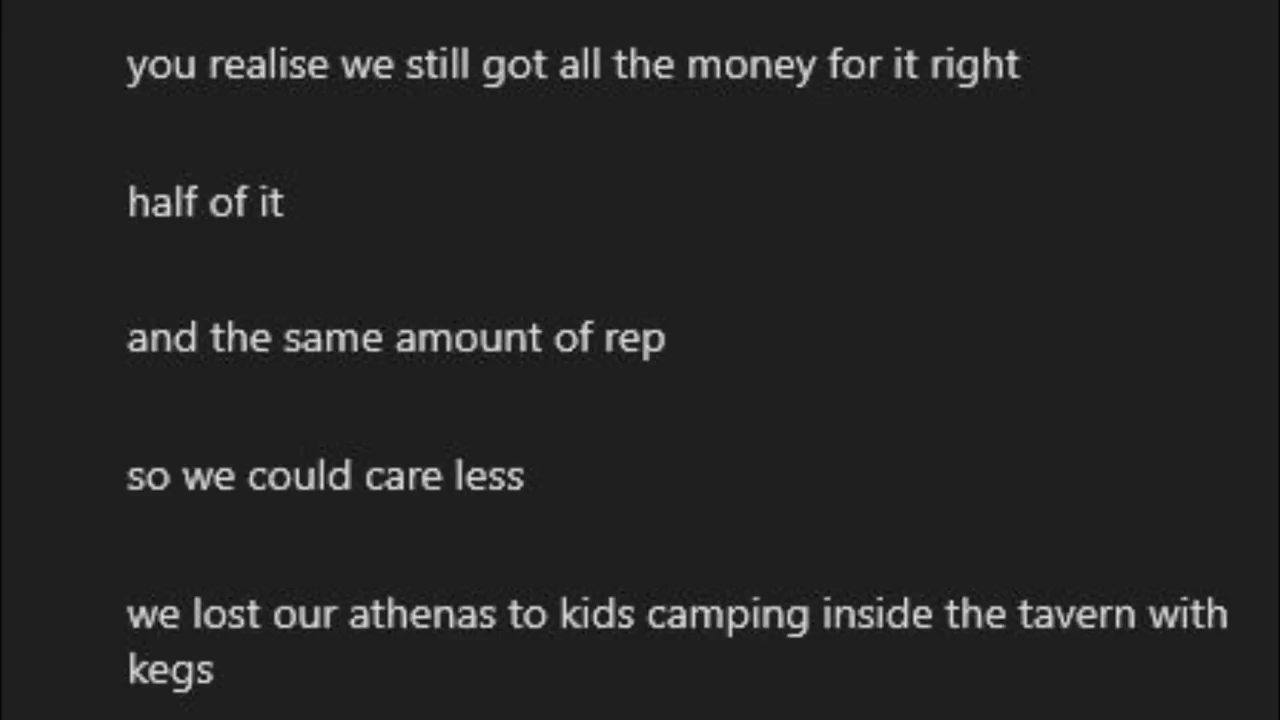 you realise we still got all the money for it right
half of it
and the same amount of rep
so we could care less
we lost our athenas to kids camping inside the tavern with
kegs